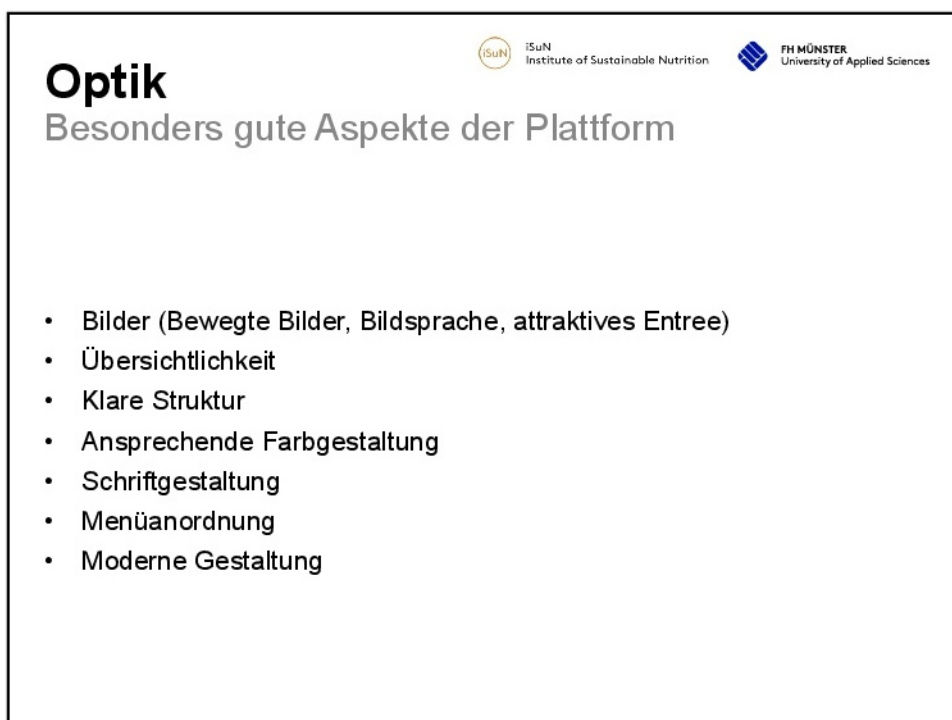 Optik
Besonders gute Aspekte der Plattform
iSuN
iSuN
Institute of Sustainable Nutrition
FH MÜNSTER
University of Applied Sciences
• Bilder (Bewegte Bilder, Bildsprache, attraktives Entree)
• Übersichtlichkeit
• Klare Struktur
• Ansprechende Farbgestaltung
• Schriftgestaltung
• Menüanordnung
• Moderne Gestaltung